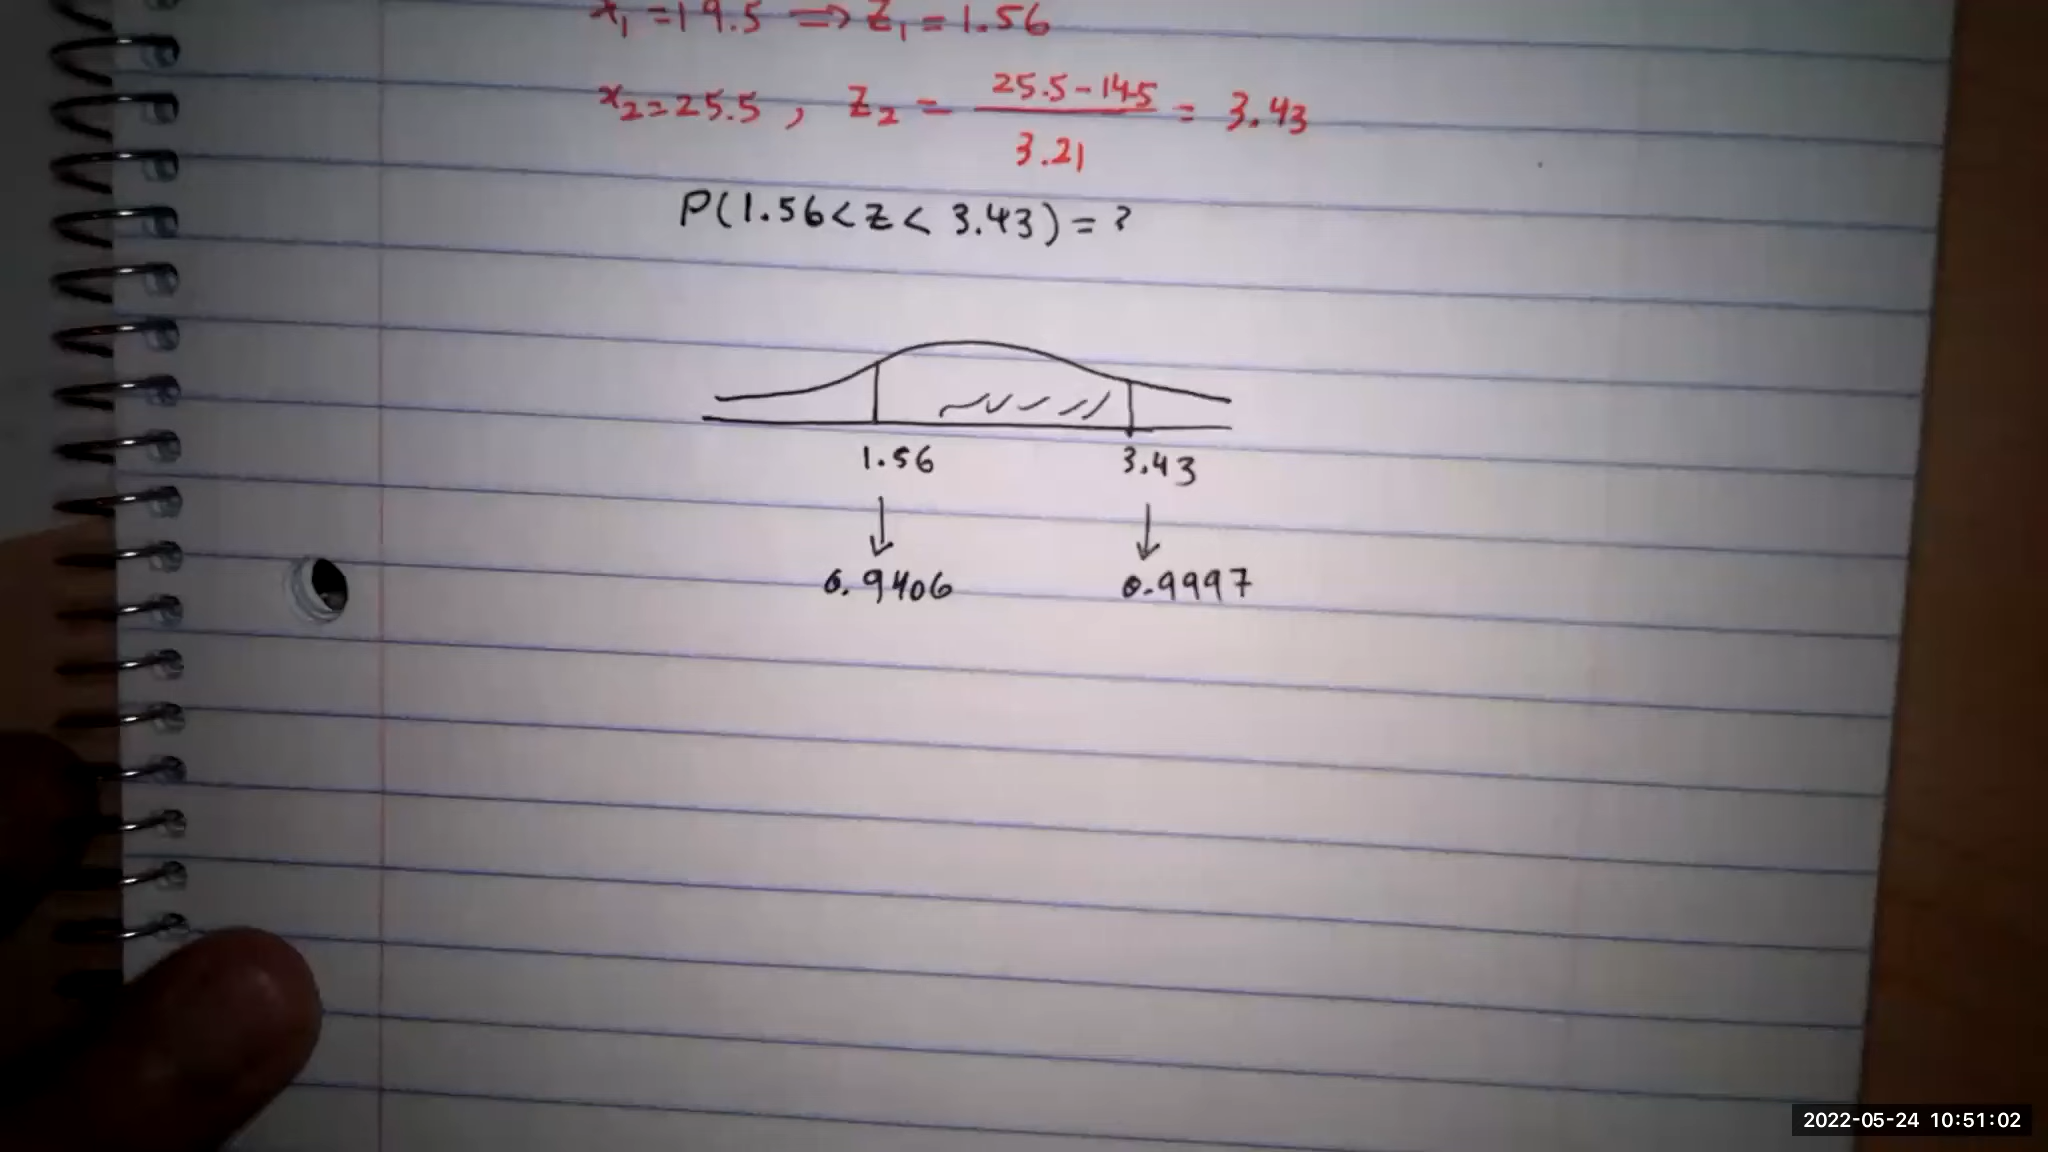 x₁ = 19.5 ⟹ Z₁ = 1.56
x₂ = 25.5 , Z₂ = (25.5 - 14.5) / 3.21 = 3.43
P(1.56 < Z < 3.43) = ?
1.56 3.43
↓ ↓
0.9406 0.9997
2022-05-24 10:51:02